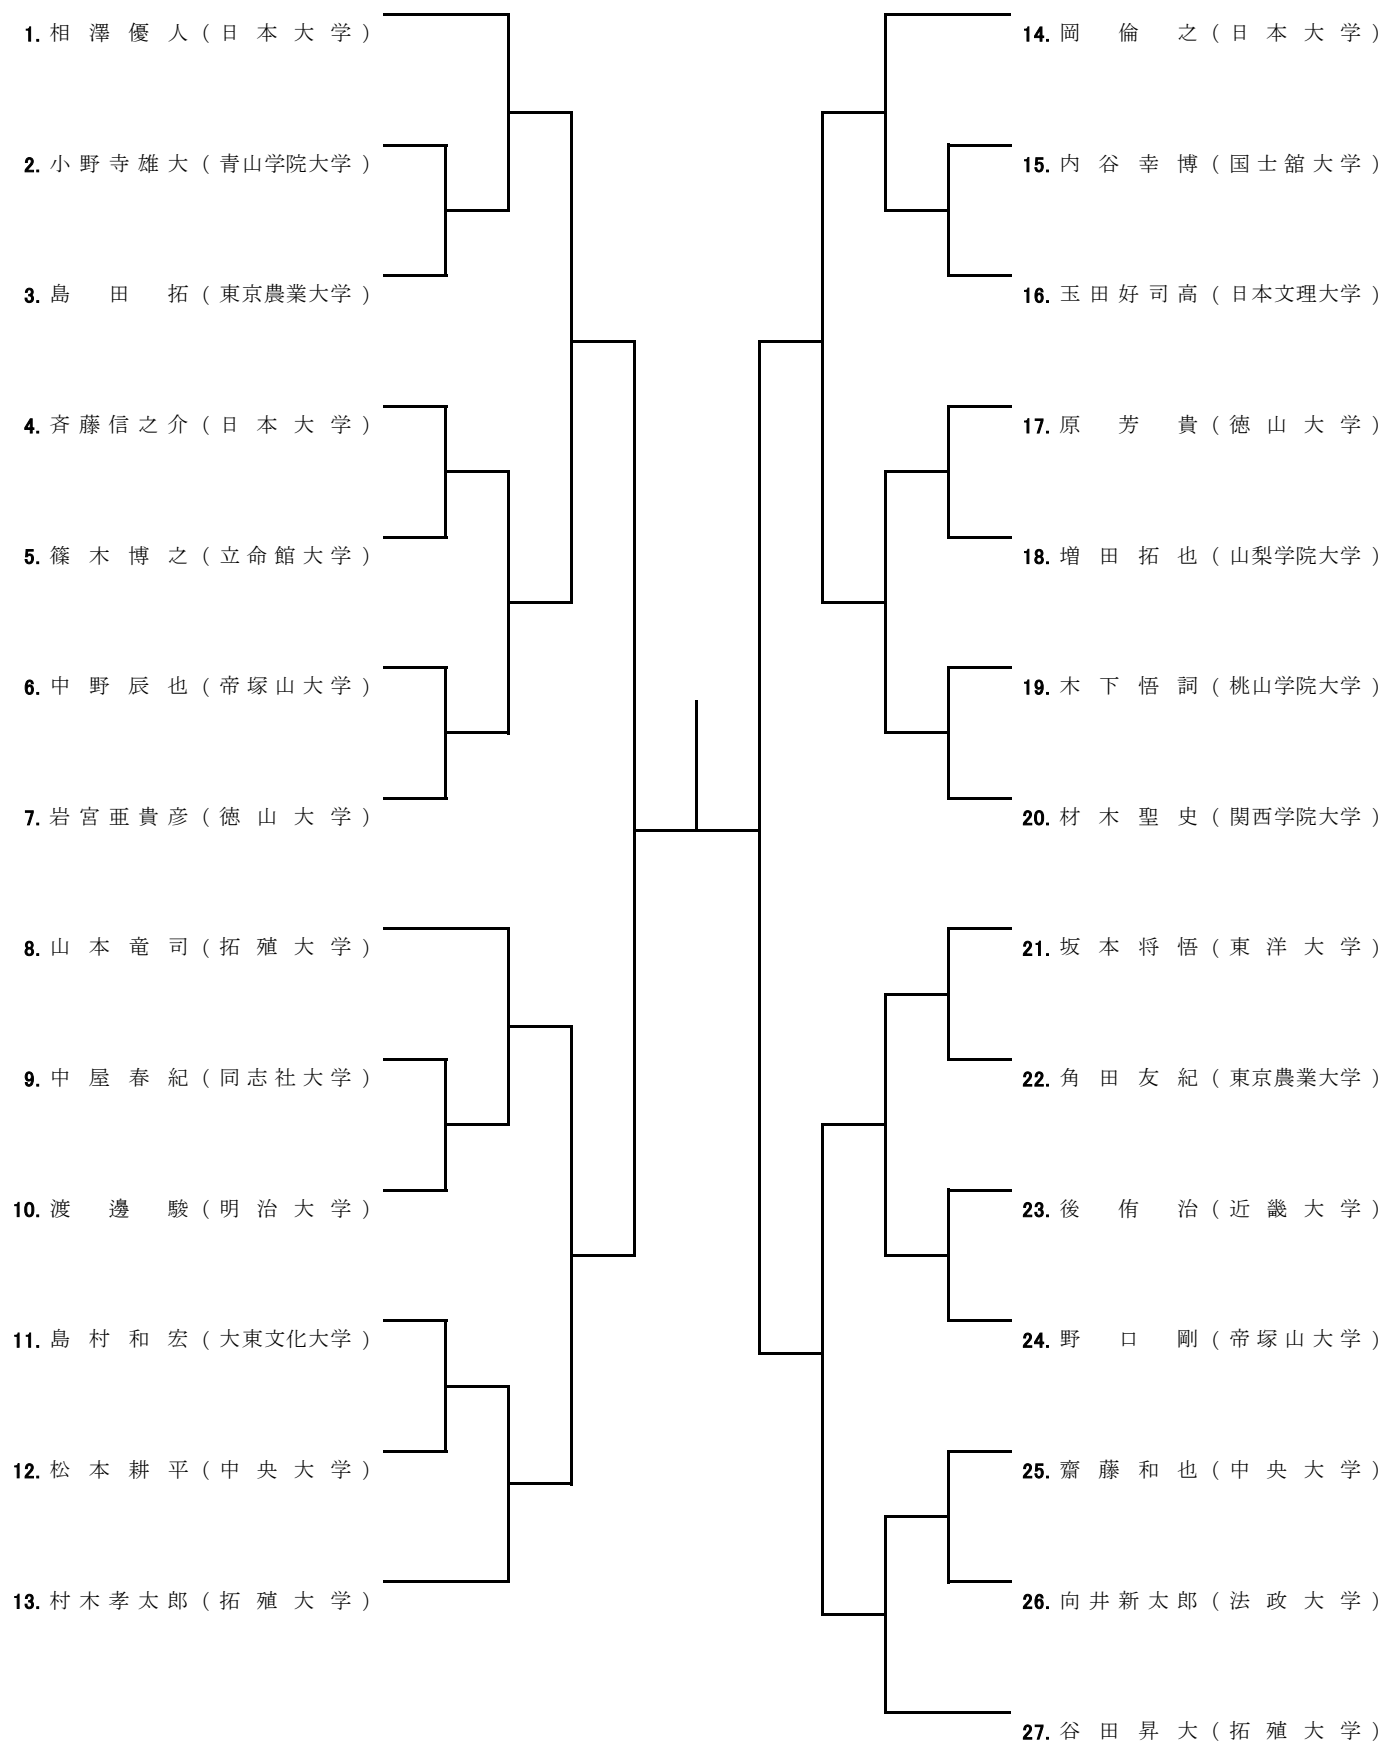 1. 相澤優人(日本大学)
2. 小野寺雄大(青山学院大学)
3. 島田拓(東京農業大学)
4. 斉藤信之介(日本大学)
5. 篠木博之(立命館大学)
6. 中野辰也(帝塚山大学)
7. 岩宮亜貴彦(徳山大学)
8. 山本竜司(拓殖大学)
9. 中屋春紀(同志社大学)
10. 渡邊駿(明治大学)
11. 島村和宏(大東文化大学)
12. 松本耕平(中央大学)
13. 村木孝太郎(拓殖大学)
14. 岡倫之(日本大学)
15. 内谷幸博(国士舘大学)
16. 玉田好司高(日本文理大学)
17. 原芳貴(徳山大学)
18. 増田拓也(山梨学院大学)
19. 木下悟詞(桃山学院大学)
20. 材木聖史(関西学院大学)
21. 坂本将悟(東洋大学)
22. 角田友紀(東京農業大学)
23. 後侑治(近畿大学)
24. 野口剛(帝塚山大学)
25. 齋藤和也(中央大学)
26. 向井新太郎(法政大学)
27. 谷田昇大(拓殖大学)